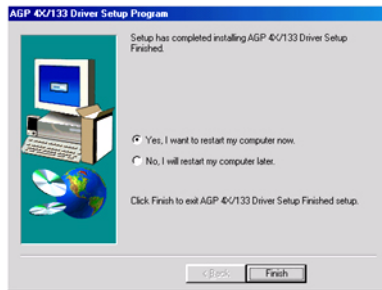 AGP 4X/133 Driver Setup Program
Setup has completed installing AGP 4X/133 Driver Setup
Finished.
Yes, I want to restart my computer now.
No, I will restart my computer later.
Click Finish to exit AGP 4X/133 Driver Setup Finished setup.
< Back
Finish